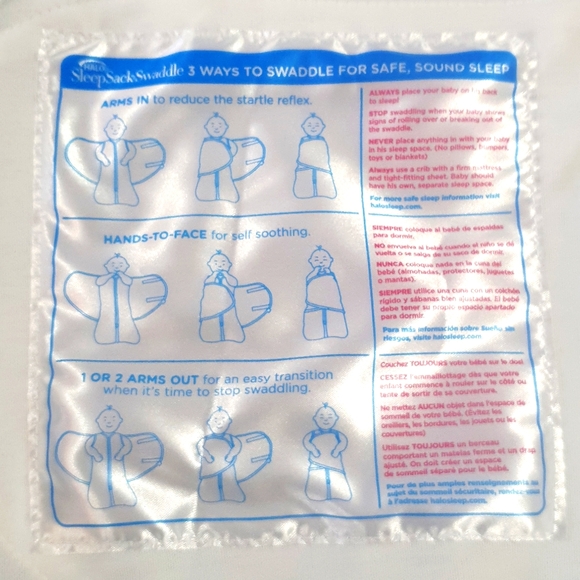 HALO
SleepSack Swaddle 3 WAYS TO SWADDLE FOR SAFE, SOUND SLEEP
ARMS IN to reduce the startle reflex.
HANDS-TO-FACE for self soothing.
1 OR 2 ARMS OUT for an easy transition
when it's time to stop swaddling.
ALWAYS place your baby on his back
to sleep!
STOP swaddling when your baby shows
signs of rolling over or breaking out of
the swaddle.
NEVER place anything in with your baby
in his sleep space. (No pillows, bumpers,
toys or blankets)
Always use a crib with a firm mattress
and tight-fitting sheet. Baby should
have his own, separate sleep space.
For more safe sleep information visit
halosleep.com.
SIEMPRE coloque al bebé de espaldas
para dormir.
NO envuelva al bebé cuando el niño se dé
vuelta o se salga de su saco de dormir.
NUNCA coloque nada en la cuna del
bebé (almohadas, protectores, juguetes
o mantas).
SIEMPRE utilice una cuna con un colchón
rígido y sábanas bien ajustadas. El bebé
debe tener su propio espacio apartado
para dormir
Para más información sobre Sueño sin
riesgos, visite halosleep.com
Couchez TOUJOURS votre bébé sur le dos!
CESSEZ l'emmaillotage dès que votre
enfant commence à rouler sur le côté ou
tente de sortir de sa couverture.
Ne mettez AUCUN objet dans l'espace de
sommeil de votre bébé. (Évitez les
oreillers, les bordures, les jouets ou les
couvertures)
Utilisez TOUJOURS un berceau
comportant un matelas ferme et un drap
ajusté. On doit créer un espace
de sommeil séparé pour le bébé.
Pour de plus amples renseignements au
sujet du sommeil sécuritaire, rendez-vous
à l'adresse halosleep.com.